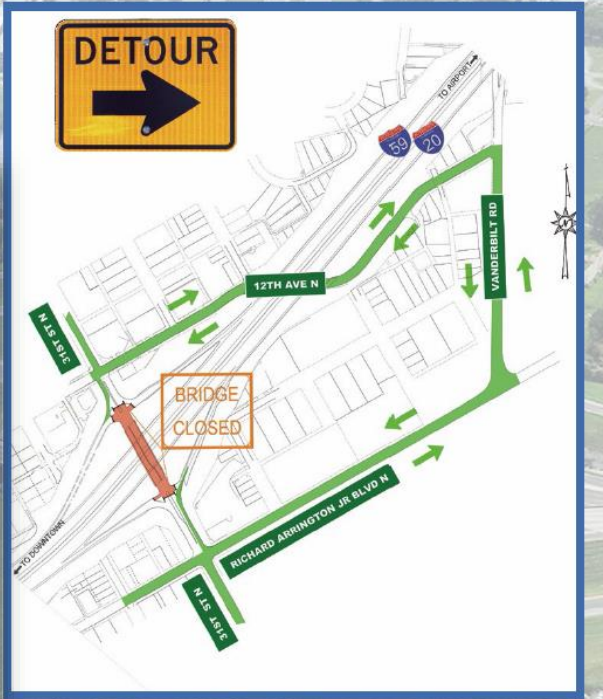 DETOUR
TO AIRPORT
59
20
VANDERBILT RD
12TH AVE N
31ST ST N
BRIDGE
CLOSED
RICHARD ARRINGTON JR BLVD N
TO DOWNTOWN
31ST ST N